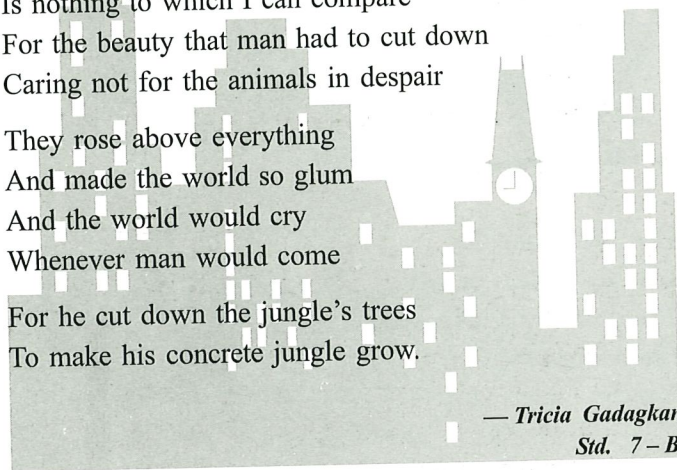 Is nothing to which I can compare
For the beauty that man had to cut down
Caring not for the animals in despair
They rose above everything
And made the world so glum
And the world would cry
Whenever man would come
For he cut down the jungle's trees
To make his concrete jungle grow.
— Tricia Gadagkar
Std. 7 – B